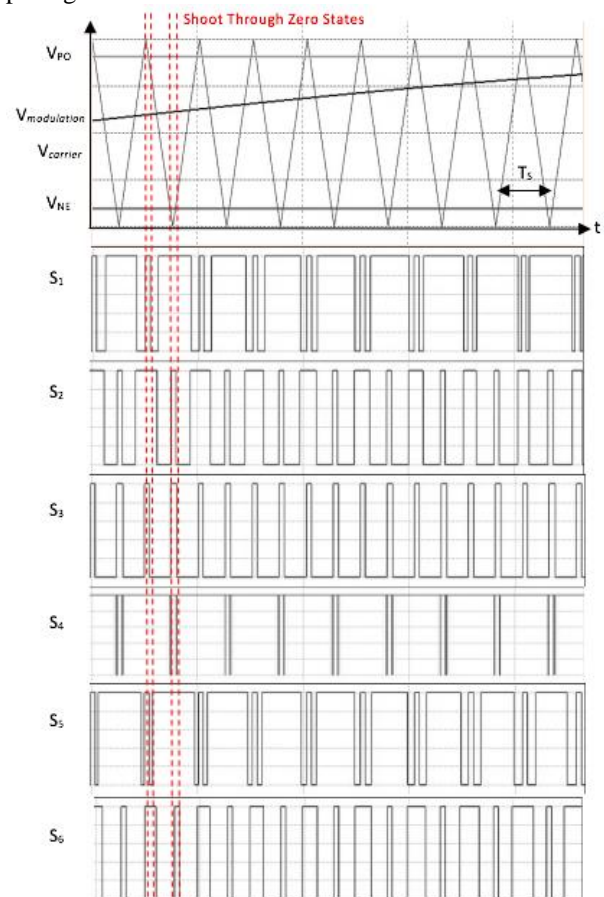 Shoot Through Zero States
VPO
Vmodulation
Vcarrier
TS
VNE
t
S1
S2
S3
S4
S5
S6